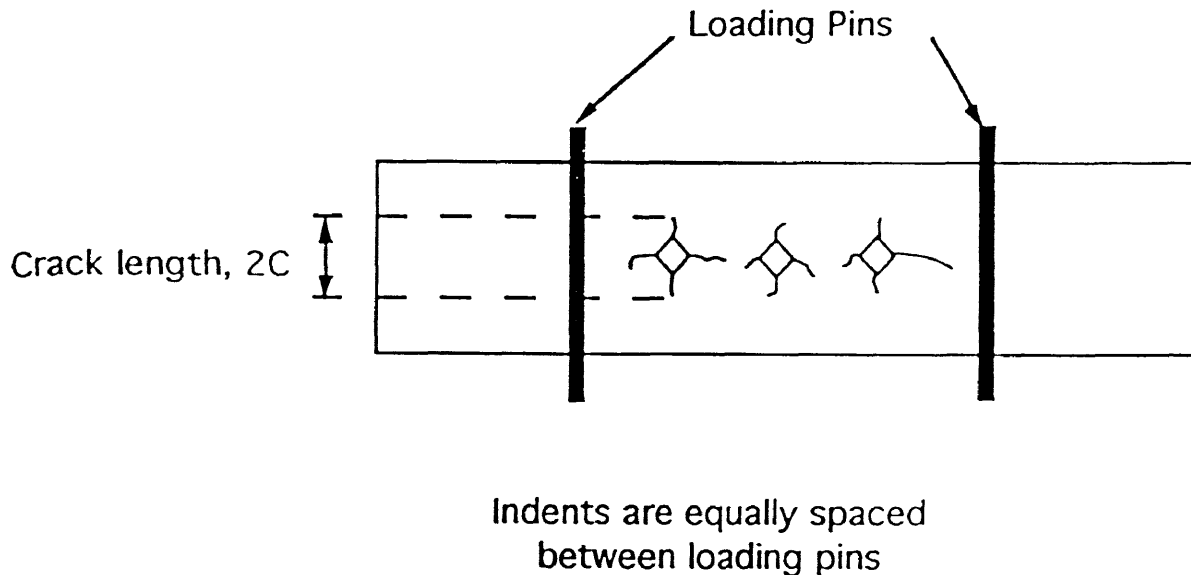 Loading Pins
Crack length, 2C
Indents are equally spaced
between loading pins